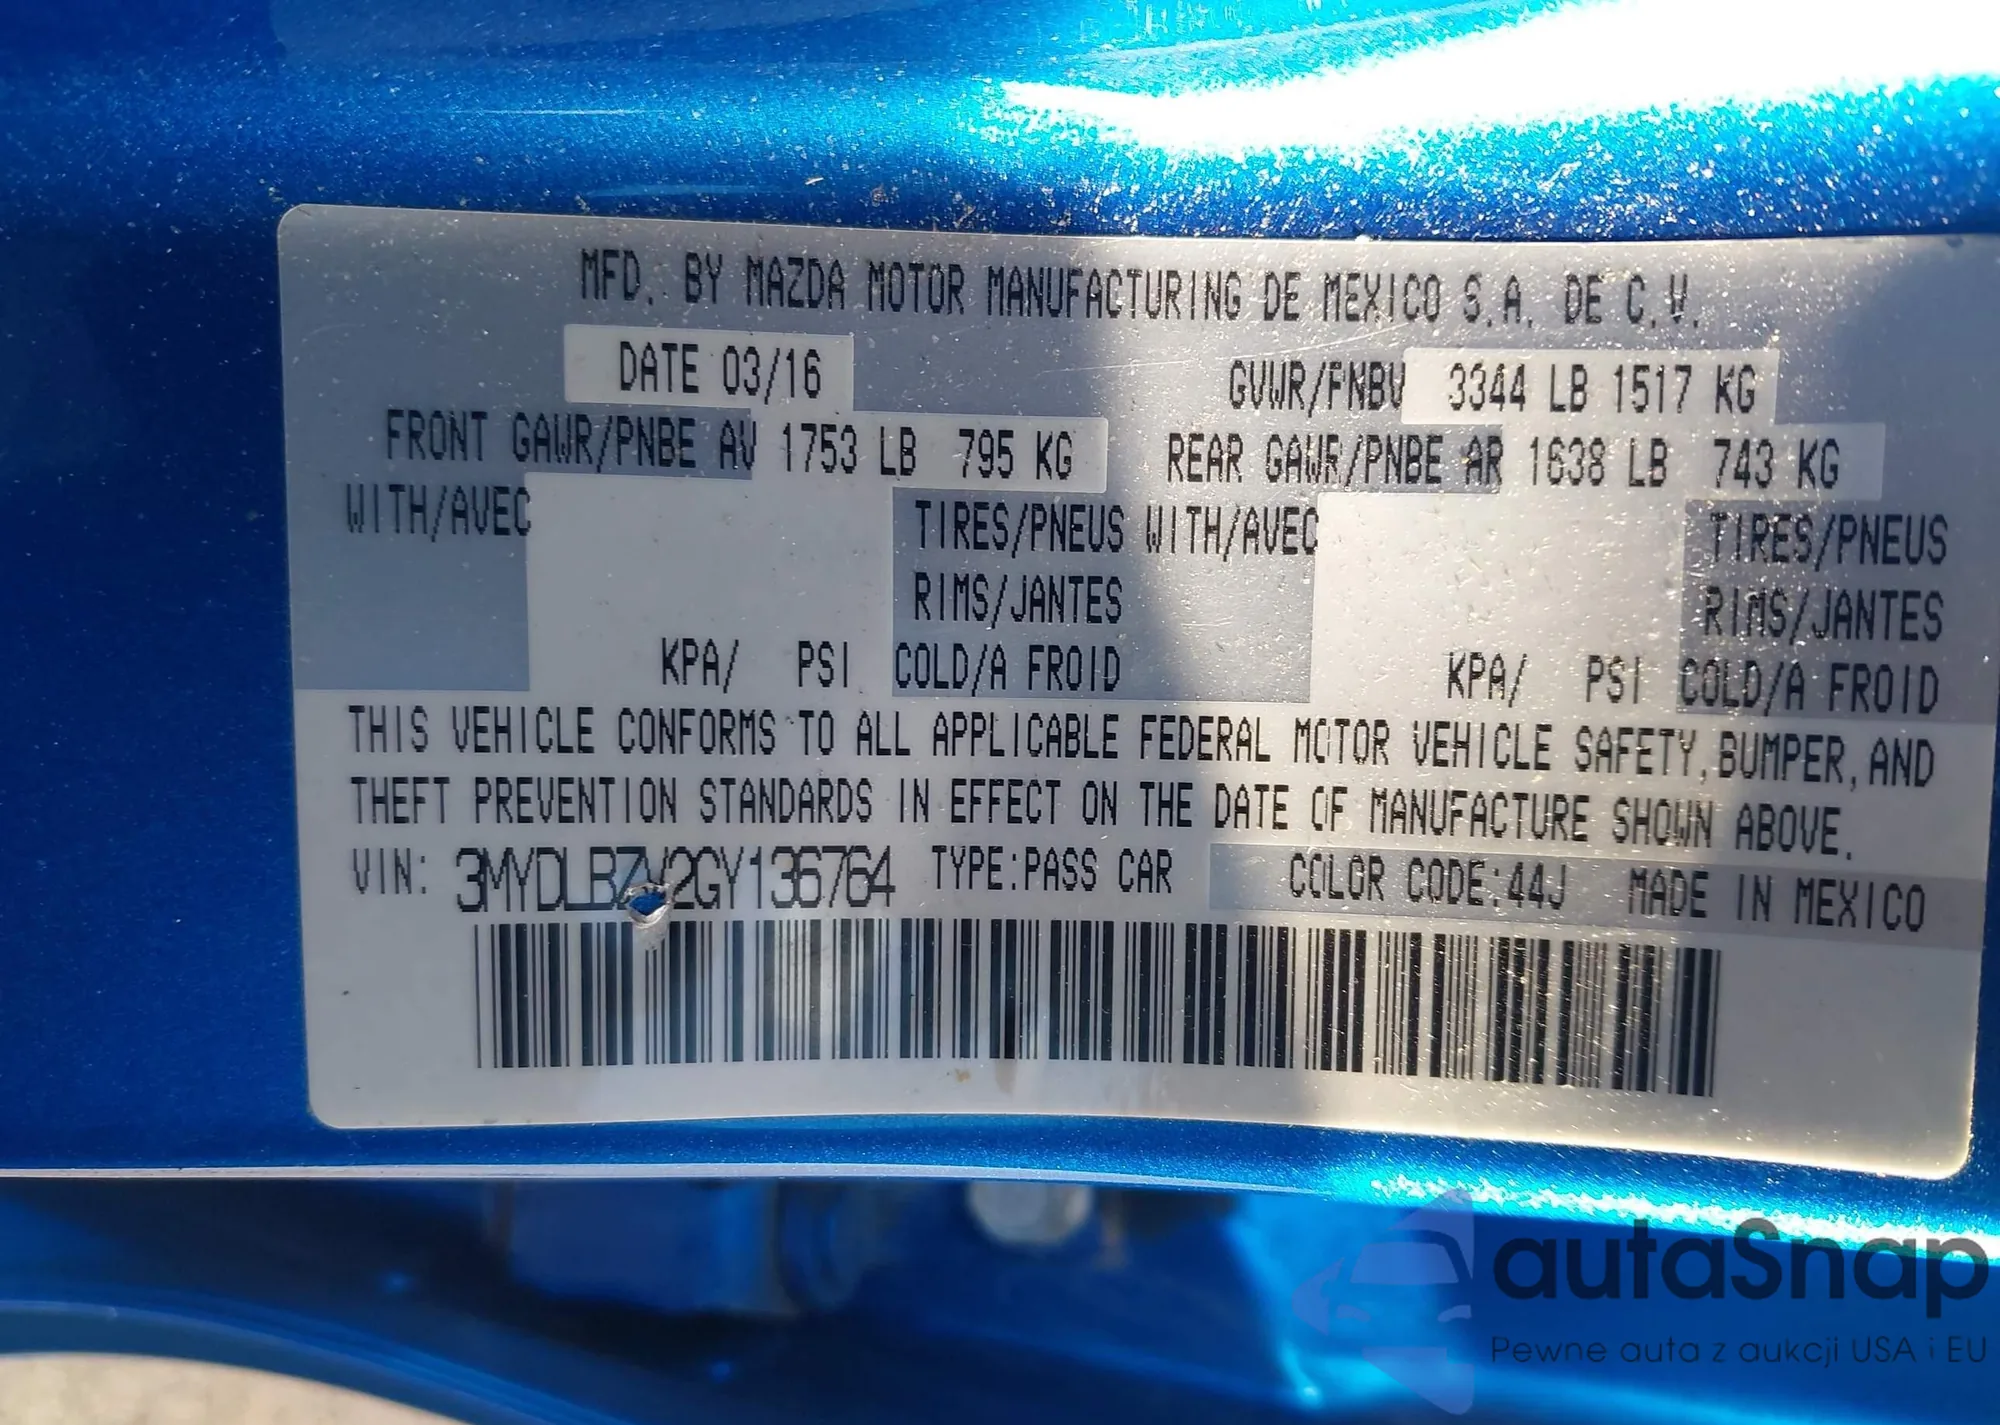 MFD. BY MAZDA MOTOR MANUFACTURING DE MEXICO S.A. DE C.V.
DATE 03/16 GVWR/PNBV 3344 LB 1517 KG
FRONT GAWR/PNBE AV 1753 LB 795 KG REAR GAWR/PNBE AR 1638 LB 743 KG
WITH/AVEC TIRES/PNEUS WITH/AVEC TIRES/PNEUS
RIMS/JANTES RIMS/JANTES
KPA/ PSI COLD/A FROID KPA/ PSI COLD/A FROID
THIS VEHICLE CONFORMS TO ALL APPLICABLE FEDERAL MOTOR VEHICLE SAFETY, BUMPER, AND
THEFT PREVENTION STANDARDS IN EFFECT ON THE DATE OF MANUFACTURE SHOWN ABOVE.
VIN: 3MYDLBZV2GY136764 TYPE:PASS CAR COLOR CODE:44J MADE IN MEXICO
autaSnap
Pewne auta z aukcji USA i EU